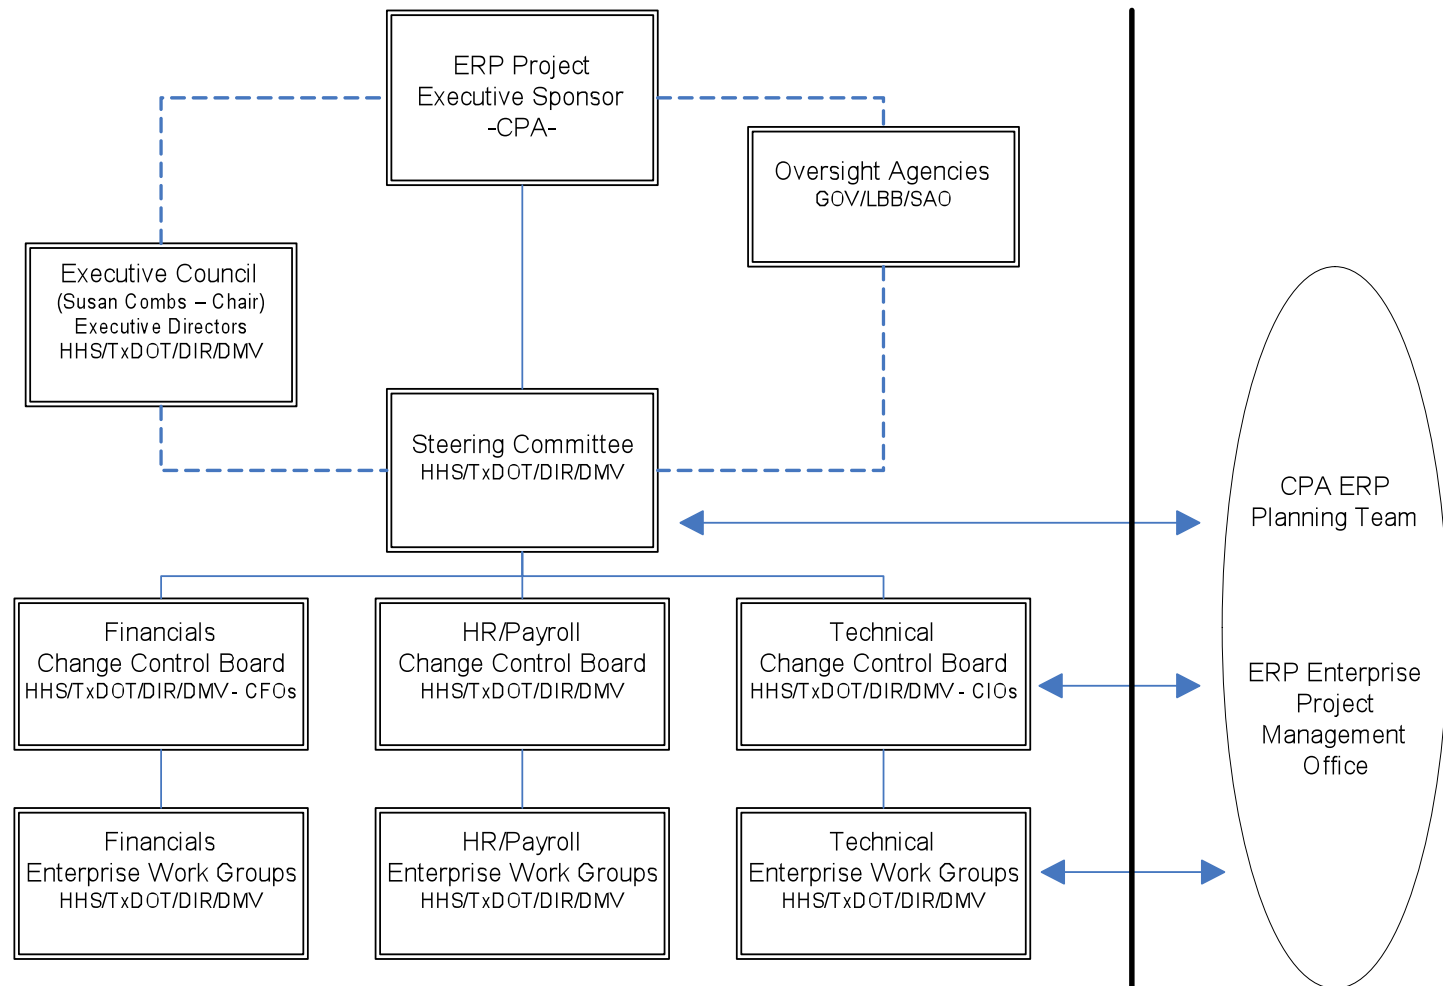 ERP Project
Executive Sponsor
-CPA-
Oversight Agencies
GOV/LBB/SAO
Executive Council
(Susan Combs – Chair)
Executive Directors
HHS/TxDOT/DIR/DMV
Steering Committee
HHS/TxDOT/DIR/DMV
CPA ERP
Planning Team
Financials
Change Control Board
HHS/TxDOT/DIR/DMV - CFOs
HR/Payroll
Change Control Board
HHS/TxDOT/DIR/DMV
Technical
Change Control Board
HHS/TxDOT/DIR/DMV - CIOs
ERP Enterprise
Project
Management
Office
Financials
Enterprise Work Groups
HHS/TxDOT/DIR/DMV
HR/Payroll
Enterprise Work Groups
HHS/TxDOT/DIR/DMV
Technical
Enterprise Work Groups
HHS/TxDOT/DIR/DMV